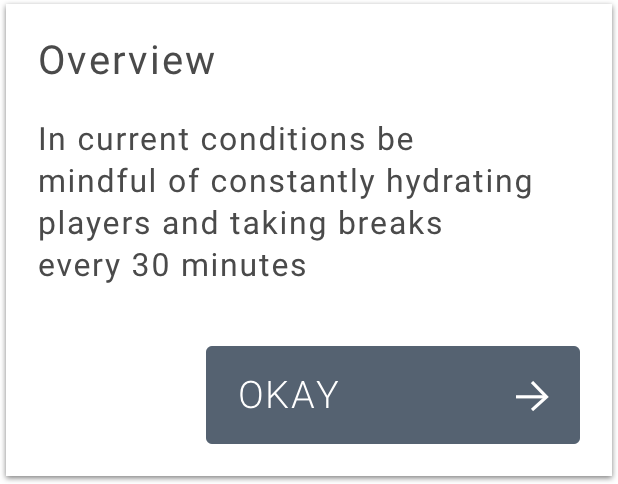 Overview
In current conditions be
mindful of constantly hydrating
players and taking breaks
every 30 minutes
OKAY